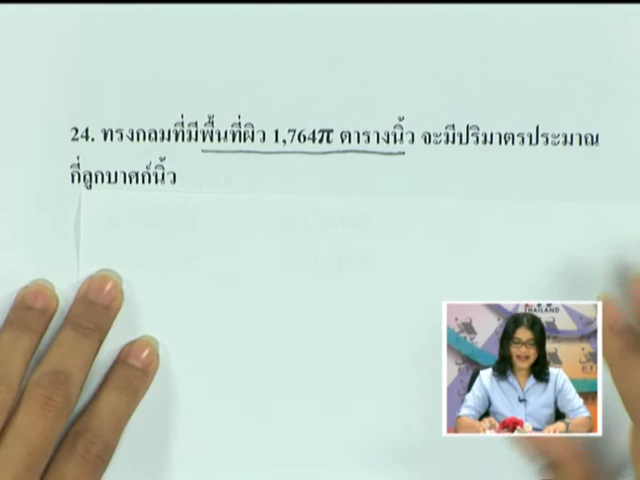 24. ทรงกลมที่มีพื้นที่ผิว 1,764π ตารางนิ้ว จะมีปริมาตรประมาณ
กี่ลูกบาศก์นิ้ว
THAILAND